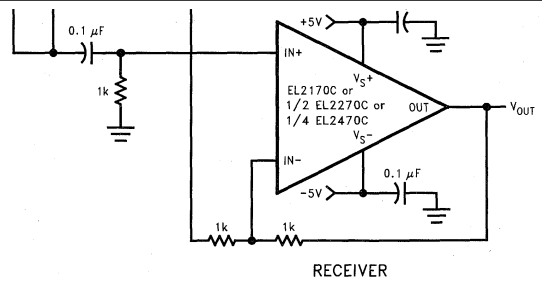 +5V
0.1 µF
IN+
VS+
1k
EL2170C or
1/2 EL2270C or
1/4 EL2470C
OUT
VOUT
VS−
IN−
0.1 µF
−5V
1k
1k
RECEIVER